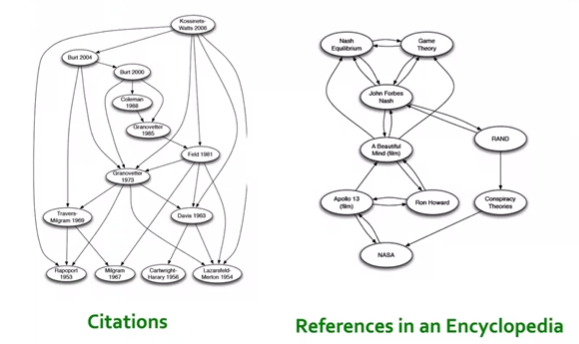 Kossinets-
Watts 2006
Burt 2004
Burt 2000
Coleman
1988
Granovetter
1985
Feld 1981
Granovetter
1973
Travers-
Milgram 1969
Davis 1963
Rapoport
1953
Milgram
1967
Cartwright-
Harary 1956
Lazarsfeld-
Merton 1954
Citations
Nash
Equilibrium
Game
Theory
John Forbes
Nash
RAND
A Beautiful
Mind (film)
Apollo 13
(film)
Ron Howard
Conspiracy
Theories
NASA
References in an Encyclopedia